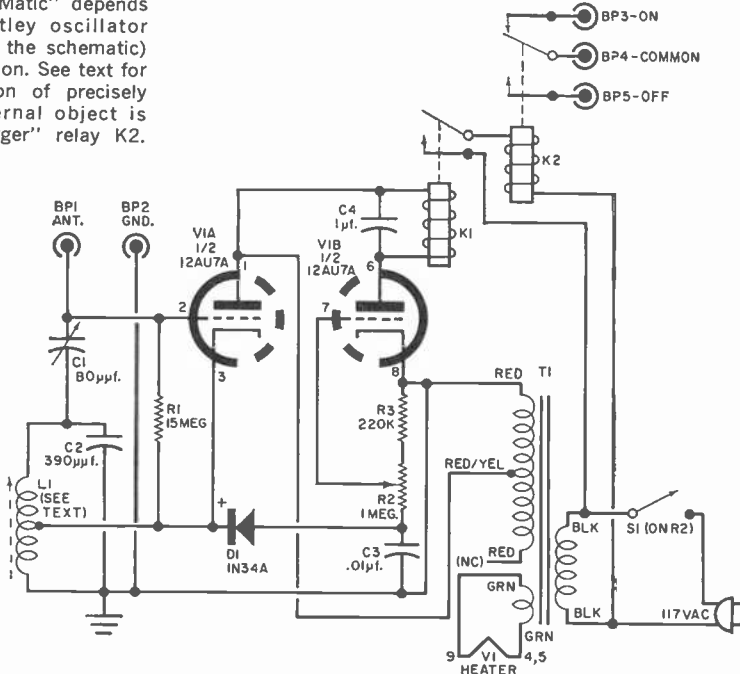 Matic" depends
tley oscillator
the schematic)
on. See text for
on of precisely
ernal object is
ger" relay K2.
BP3-ON
BP4-COMMON
BP5-OFF
K2
BP1
ANT.
BP2
GND.
C4
1μf.
K1
V1A
1/2
12AU7A
1
V1B
1/2
12AU7A
6
2
7
3
8
C1
80μμf.
R1
15MEG
R3
220K
RED
T1
C2
390μμf.
RED/YEL
L1
(SEE
TEXT)
R2
1 MEG.
+
D1
1N34A
C3
.01μf.
(NC)
RED
BLK
S1 (ON R2)
GRN
BLK
117VAC
GRN
9
V1
4,5
HEATER